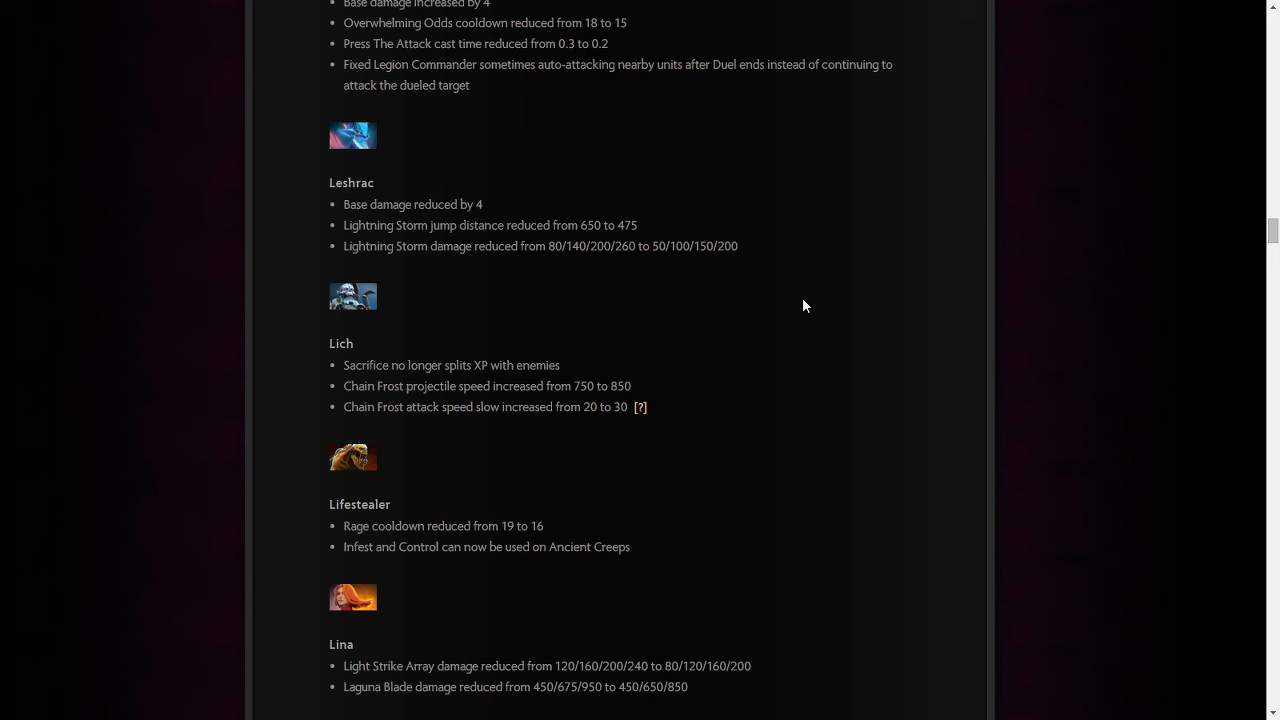 Base damage increased by 4
Overwhelming Odds cooldown reduced from 18 to 15
Press The Attack cast time reduced from 0.3 to 0.2
Fixed Legion Commander sometimes auto-attacking nearby units after Duel ends instead of continuing to
attack the dueled target
Leshrac
Base damage reduced by 4
Lightning Storm jump distance reduced from 650 to 475
Lightning Storm damage reduced from 80/140/200/260 to 50/100/150/200
Lich
Sacrifice no longer splits XP with enemies
Chain Frost projectile speed increased from 750 to 850
Chain Frost attack speed slow increased from 20 to 30 [?]
Lifestealer
Rage cooldown reduced from 19 to 16
Infest and Control can now be used on Ancient Creeps
Lina
Light Strike Array damage reduced from 120/160/200/240 to 80/120/160/200
Laguna Blade damage reduced from 450/675/950 to 450/650/850